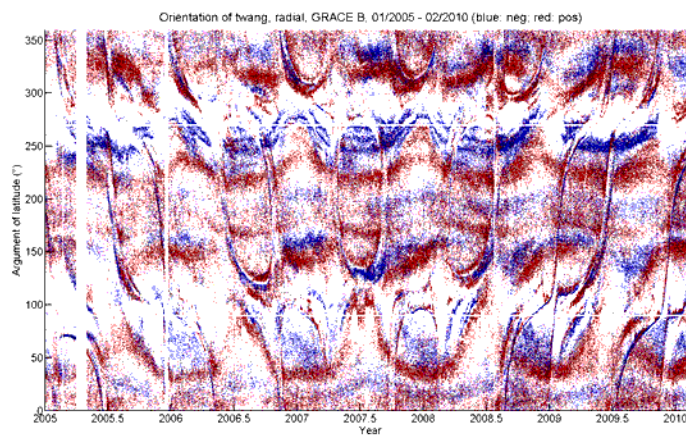 Orientation of twang, radial, GRACE B, 01/2005 - 02/2010 (blue: neg; red: pos)
350
300
250
200
150
100
50
0
Argument of latitude (°)
2005 2005.5 2006 2006.5 2007 2007.5 2008 2008.5 2009 2009.5 2010
Year